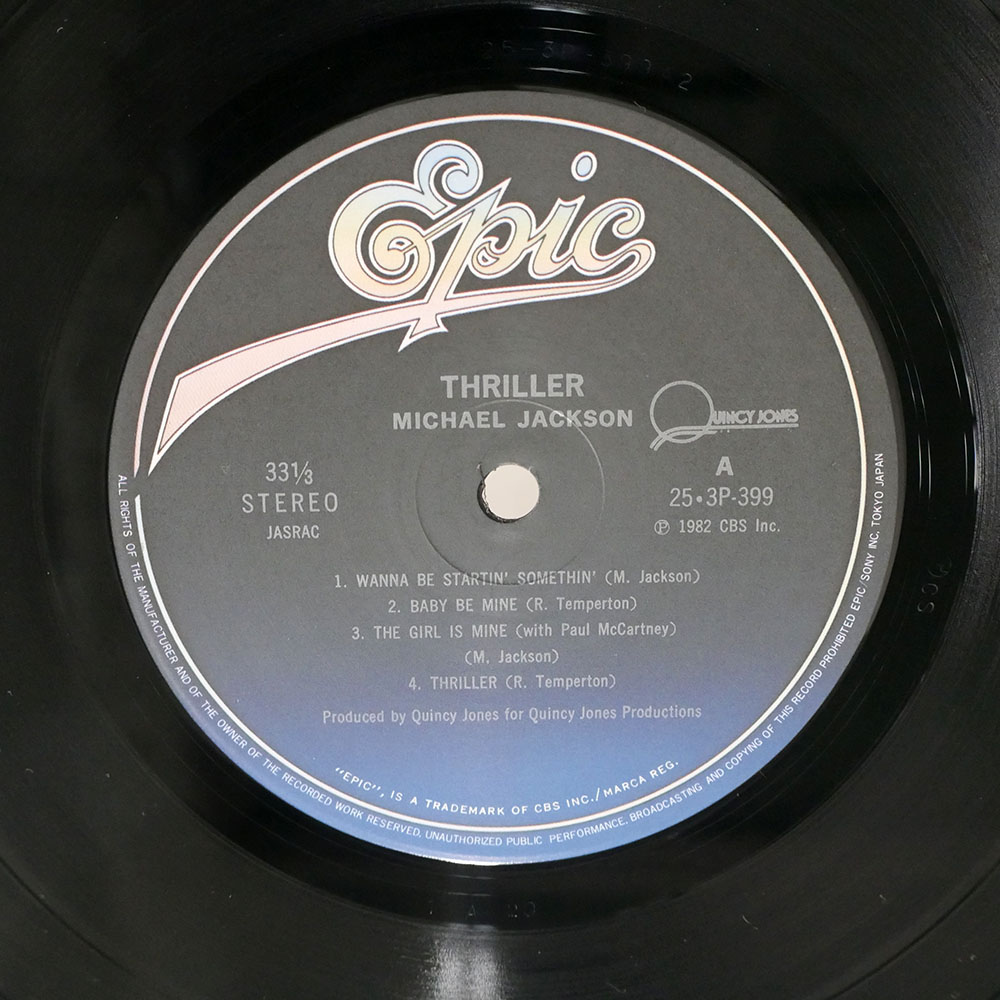 Epic
THRILLER
MICHAEL JACKSON
QUINCY JONES
33⅓
STEREO
JASRAC
A
25•3P-399
Ⓟ 1982 CBS Inc.
1. WANNA BE STARTIN' SOMETHIN' (M. Jackson)
2. BABY BE MINE (R. Temperton)
3. THE GIRL IS MINE (with Paul McCartney)
(M. Jackson)
4. THRILLER (R. Temperton)
Produced by Quincy Jones for Quincy Jones Productions
"EPIC", IS A TRADEMARK OF CBS INC./MARCA REG.
ALL RIGHTS OF THE MANUFACTURER AND OF THE OWNER OF THE RECORDED WORK RESERVED. UNAUTHORIZED PUBLIC PERFORMANCE, BROADCASTING AND COPYING OF THIS RECORD PROHIBITED EPIC/SONY INC. TOKYO JAPAN